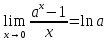 lim_{x→0} (a^x − 1)/x = ln a